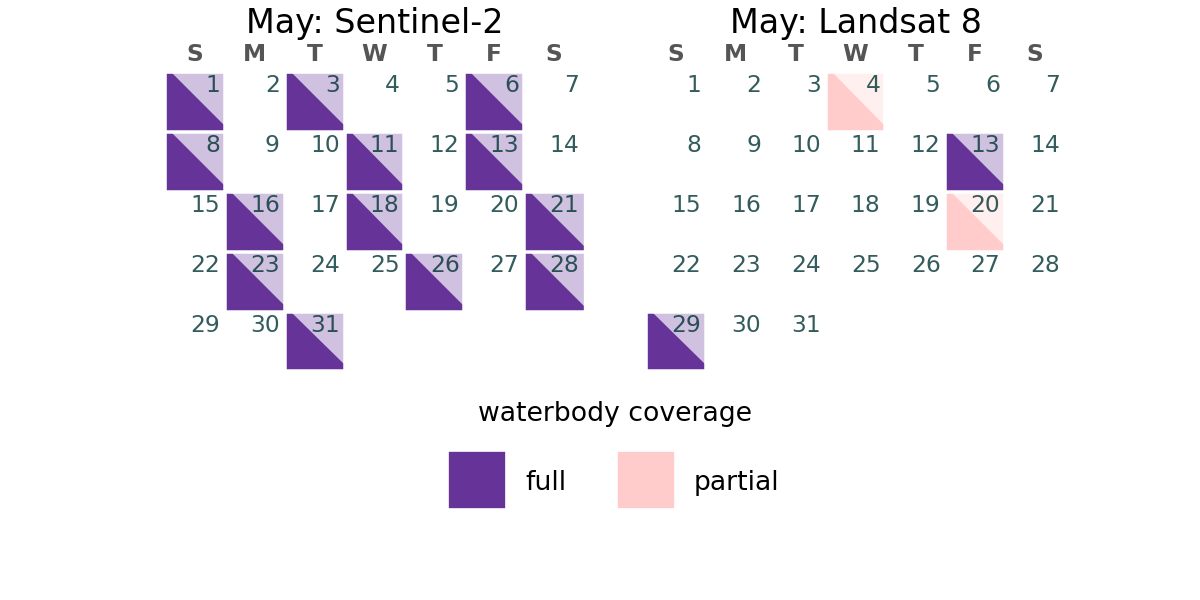 May: Sentinel-2
S M T W T F S
1 2 3 4 5 6 7
8 9 10 11 12 13 14
15 16 17 18 19 20 21
22 23 24 25 26 27 28
29 30 31
May: Landsat 8
S M T W T F S
1 2 3 4 5 6 7
8 9 10 11 12 13 14
15 16 17 18 19 20 21
22 23 24 25 26 27 28
29 30 31
waterbody coverage
full
partial